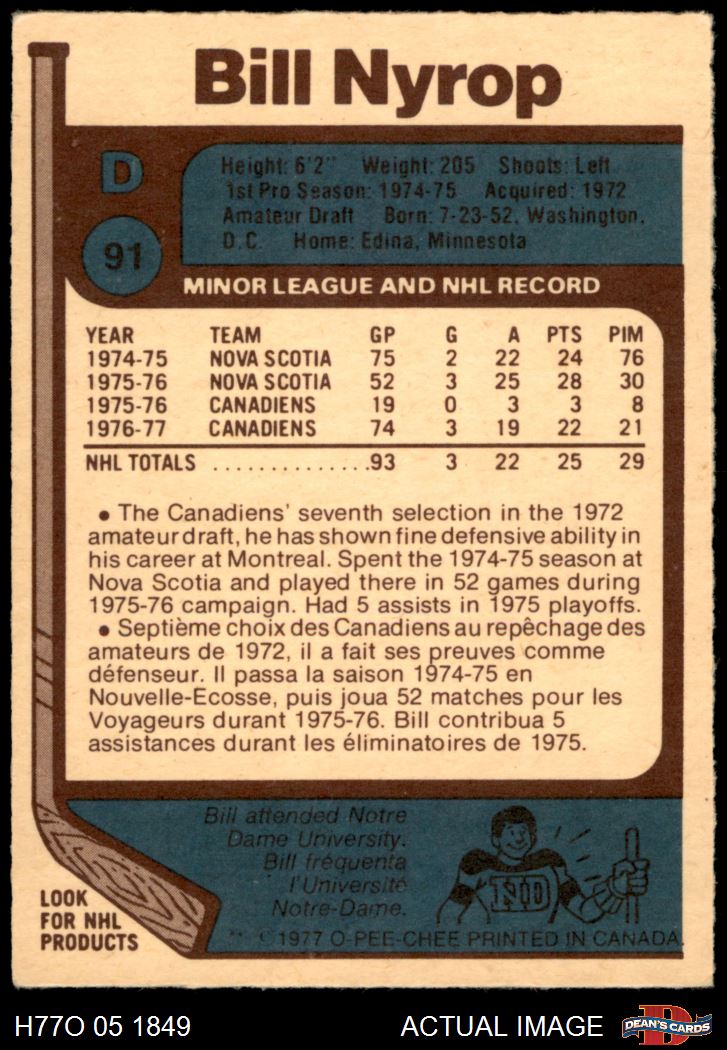 Bill Nyrop
D
Height: 6'2" Weight: 205 Shoots: Left
1st Pro Season: 1974-75 Acquired: 1972
Amateur Draft Born: 7-23-52, Washington,
D.C. Home: Edina, Minnesota
91
MINOR LEAGUE AND NHL RECORD
YEAR TEAM GP G A PTS PIM
1974-75 NOVA SCOTIA 75 2 22 24 76
1975-76 NOVA SCOTIA 52 3 25 28 30
1975-76 CANADIENS 19 0 3 3 8
1976-77 CANADIENS 74 3 19 22 21
NHL TOTALS ..............93 3 22 25 29
• The Canadiens' seventh selection in the 1972
amateur draft, he has shown fine defensive ability in
his career at Montreal. Spent the 1974-75 season at
Nova Scotia and played there in 52 games during
1975-76 campaign. Had 5 assists in 1975 playoffs.
• Septième choix des Canadiens au repêchage des
amateurs de 1972, il a fait ses preuves comme
défenseur. Il passa la saison 1974-75 en
Nouvelle-Ecosse, puis joua 52 matches pour les
Voyageurs durant 1975-76. Bill contribua 5
assistances durant les éliminatoires de 1975.
Bill attended Notre
Dame University.
Bill fréquenta
l'Université
Notre-Dame.
ND
LOOK
FOR NHL
PRODUCTS
** ©1977 O-PEE-CHEE PRINTED IN CANADA.
H77O 05 1849 ACTUAL IMAGE
D
DEAN'S CARDS